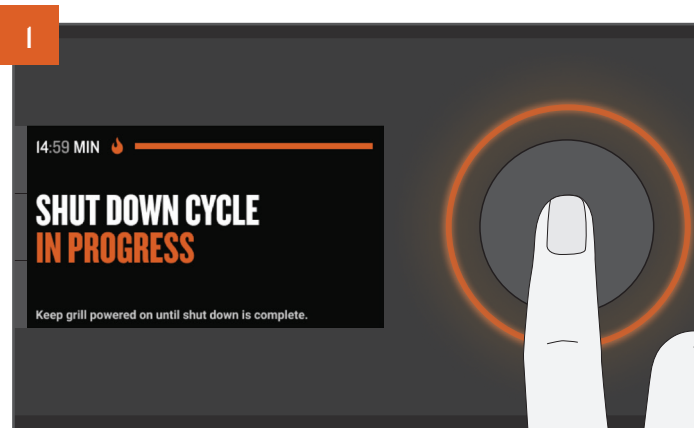 1
14:59 MIN
SHUT DOWN CYCLE
IN PROGRESS
Keep grill powered on until shut down is complete.